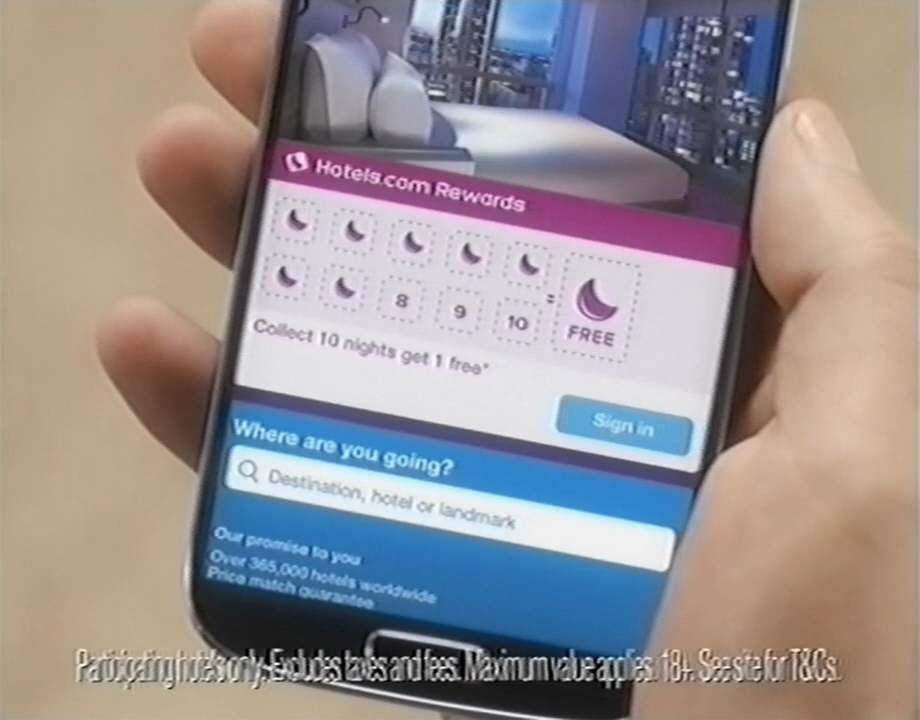 Hotels.com Rewards
8 9 10 = FREE
Collect 10 nights get 1 free*
Sign in
Where are you going?
Destination, hotel or landmark
Our promise to you
Over 365,000 hotels worldwide
Price match guarantee
Participating hotels only. Excludes taxes and fees. Maximum value applies. 18+. See site for T&Cs.